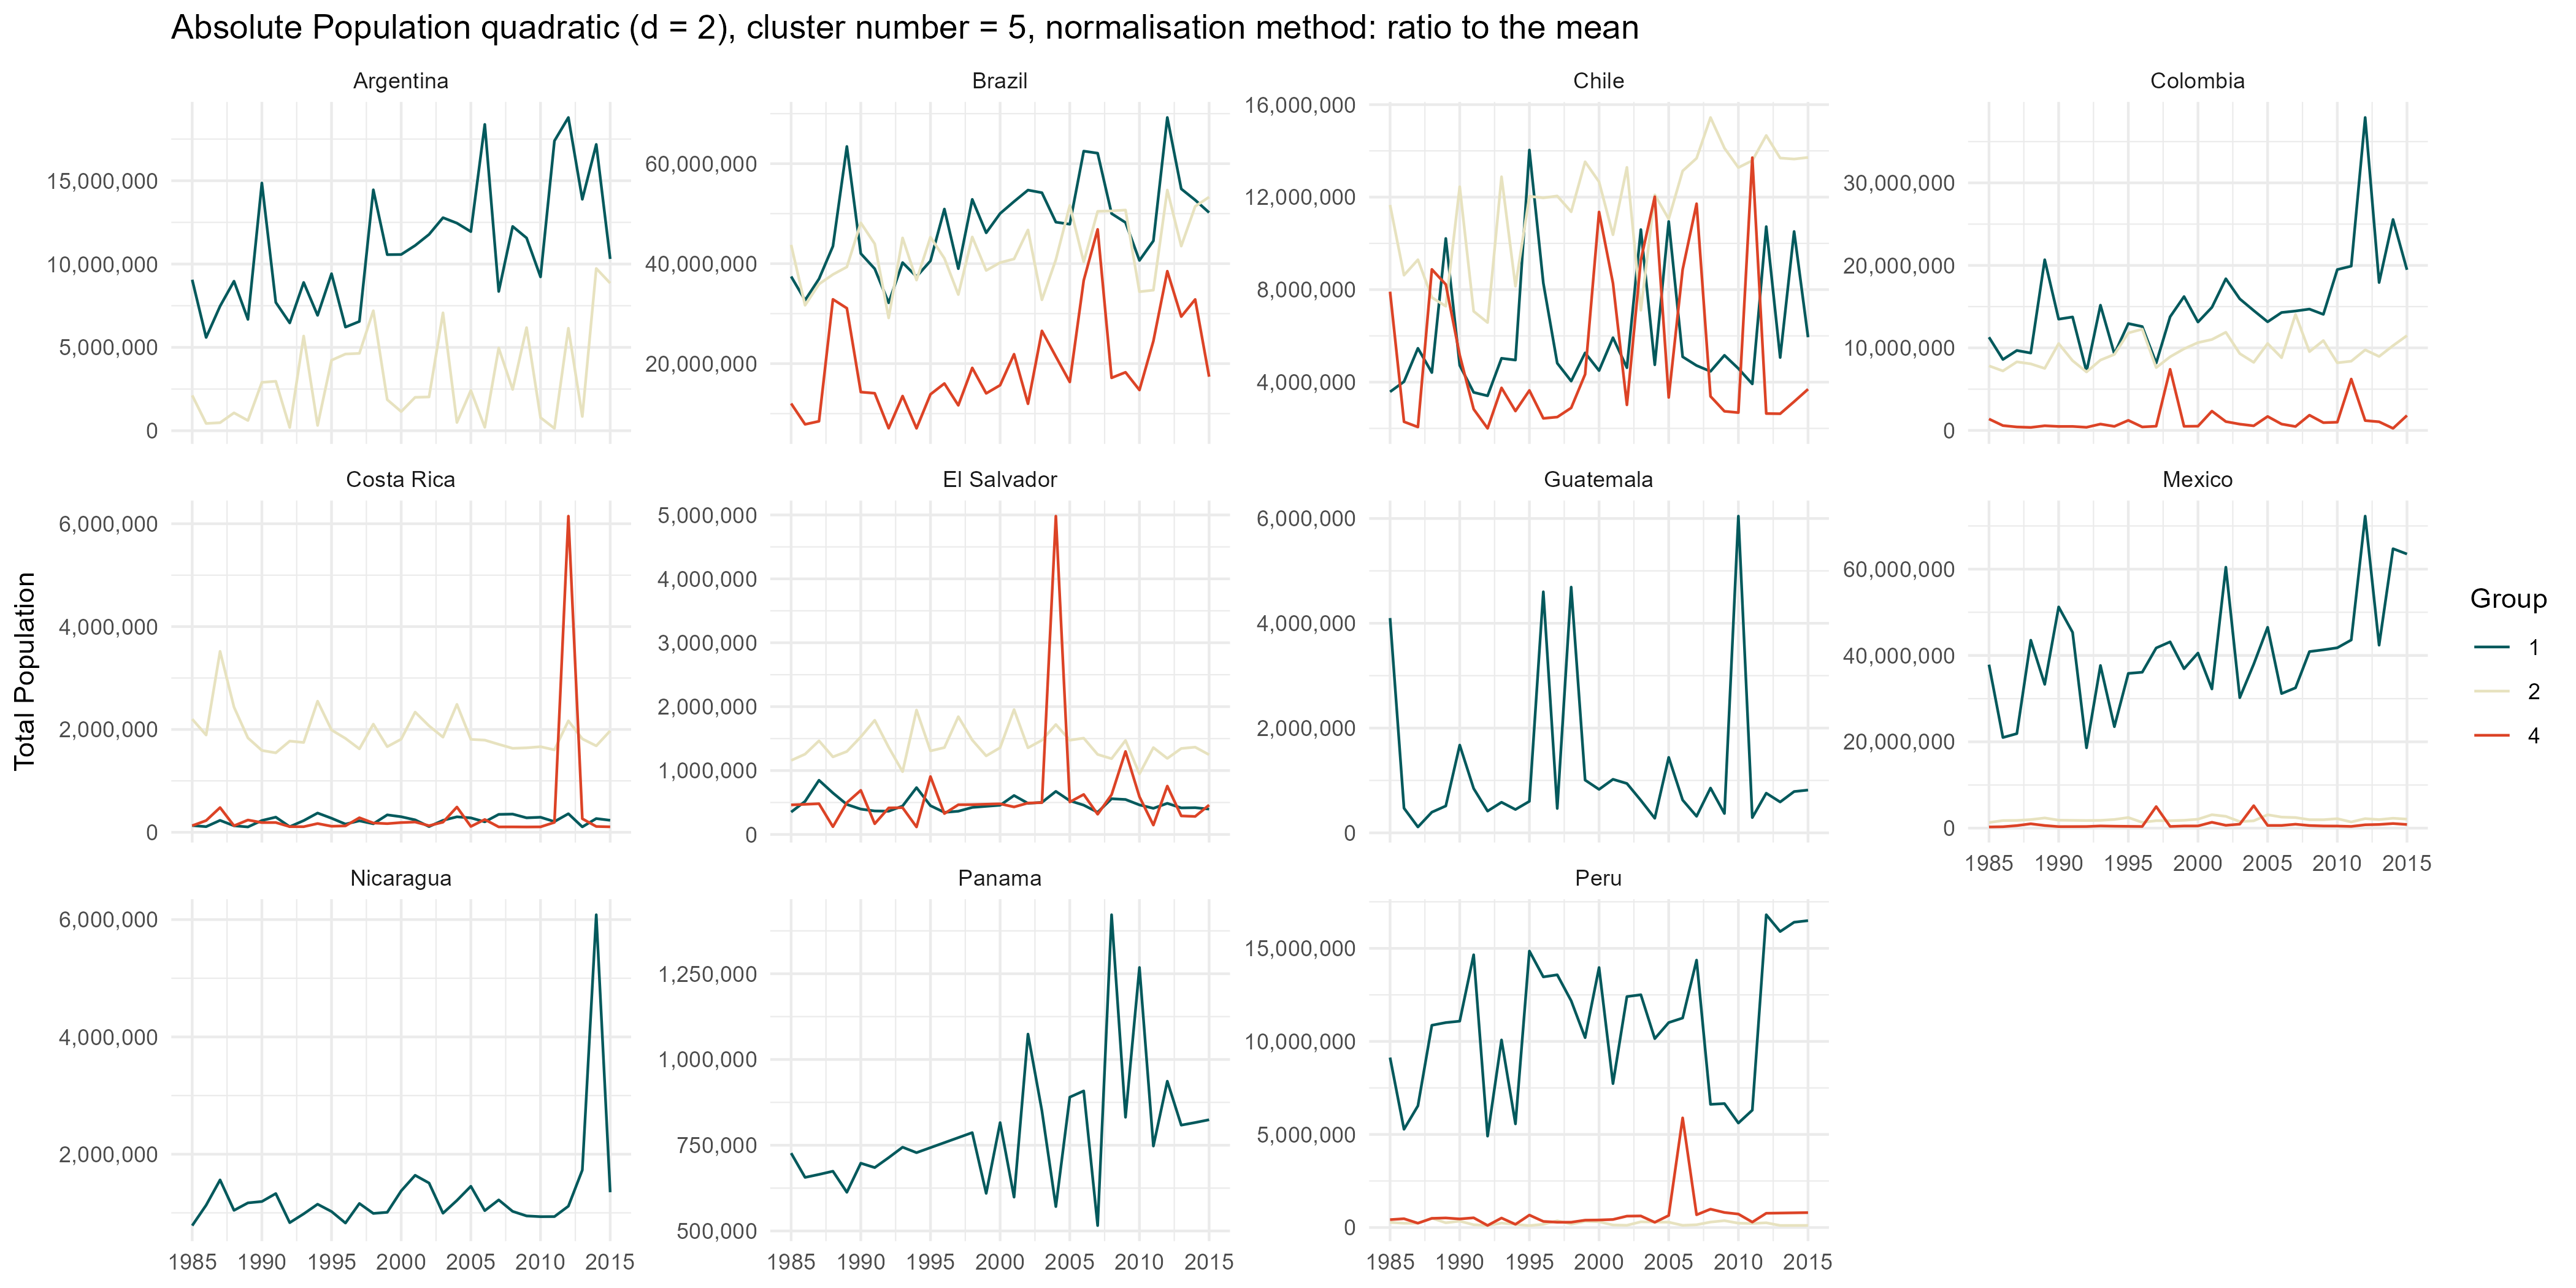 Absolute Population quadratic (d = 2), cluster number = 5, normalisation method: ratio to the mean
Argentina
15,000,000
10,000,000
5,000,000
0
Brazil
60,000,000
40,000,000
20,000,000
Chile
16,000,000
12,000,000
8,000,000
4,000,000
Colombia
30,000,000
20,000,000
10,000,000
0
Total Population
Costa Rica
6,000,000
4,000,000
2,000,000
0
El Salvador
5,000,000
4,000,000
3,000,000
2,000,000
1,000,000
0
Guatemala
6,000,000
4,000,000
2,000,000
0
Mexico
60,000,000
40,000,000
20,000,000
0
1985 1990 1995 2000 2005 2010 2015
Group
1
2
4
Nicaragua
6,000,000
4,000,000
2,000,000
1985 1990 1995 2000 2005 2010 2015
Panama
1,250,000
1,000,000
750,000
500,000
1985 1990 1995 2000 2005 2010 2015
Peru
15,000,000
10,000,000
5,000,000
0
1985 1990 1995 2000 2005 2010 2015